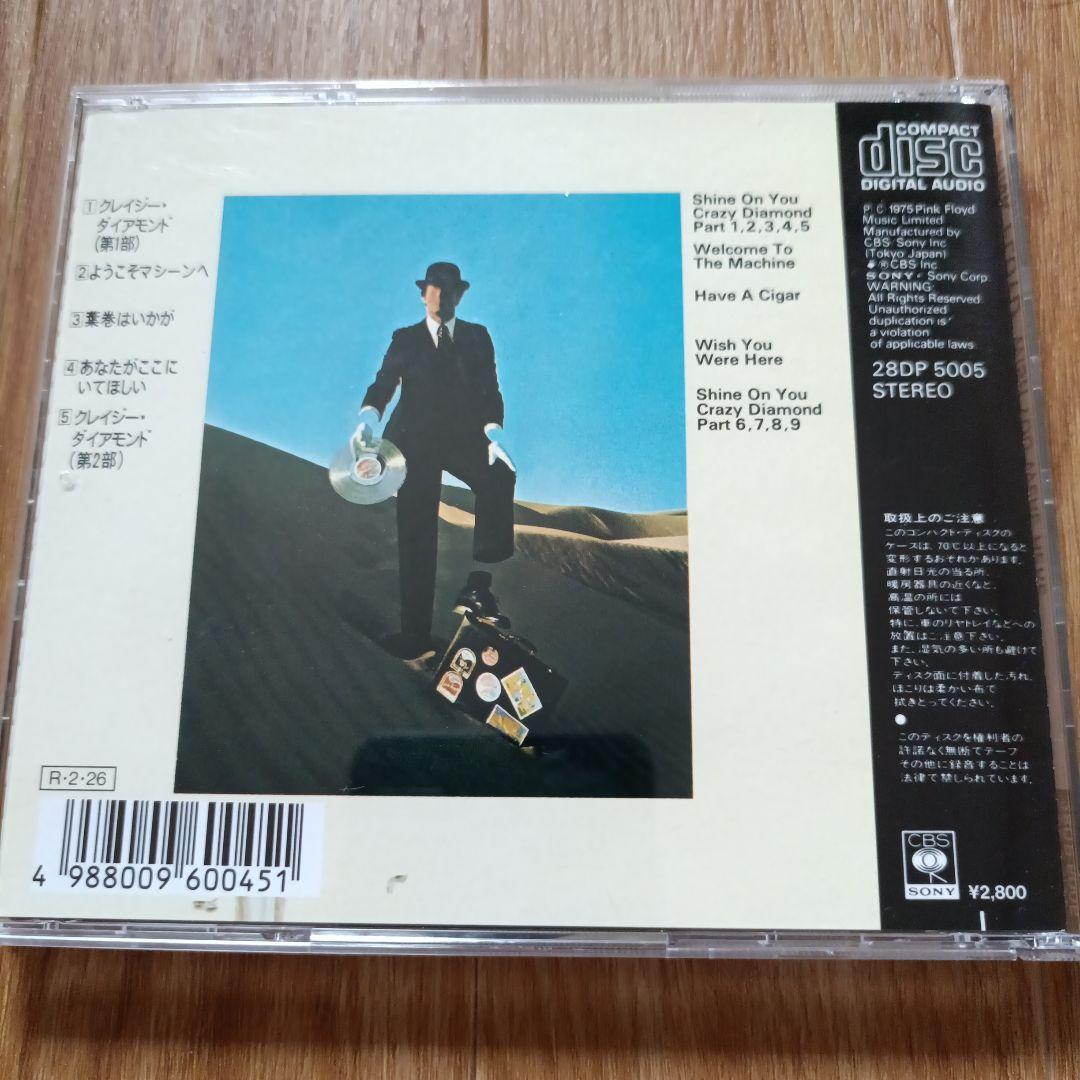 1 クレイジー・
ダイアモンド
(第1部)
2 ようこそマシーンへ
3 葉巻はいかが
4 あなたがここに
いてほしい
5 クレイジー・
ダイアモンド
(第2部)
Shine On You
Crazy Diamond
Part 1,2,3,4,5
Welcome To
The Machine
Have A Cigar
Wish You
Were Here
Shine On You
Crazy Diamond
Part 6,7,8,9
COMPACT
disc
DIGITAL AUDIO
P. C 1975 Pink Floyd
Music Limited
Manufactured by
CBS/Sony Inc
(Tokyo Japan)
®CBS Inc
SONY・Sony Corp
WARNING:
All Rights Reserved
Unauthorized
duplication is
a violation
of applicable laws
28DP 5005
STEREO
取扱上のご注意
このコンパクト・ディスクの
ケースは、70℃以上になると
変形するおそれがあります。
直射日光の当る所、
暖房器具の近くなど、
高温の所には
保管しないで下さい。
特に、車のリヤトレイなどへの
放置はご注意下さい。
また、湿気の多い所も避けて
下さい。
ディスク面に付着した汚れ、
ほこりは柔かい布で
拭きとってください。
●
このディスクを権利者の
許諾なく無断でテープ
その他に録音することは
法律で禁じられています。
CBS
SONY
¥2,800
R・2・26
4 988009 600451